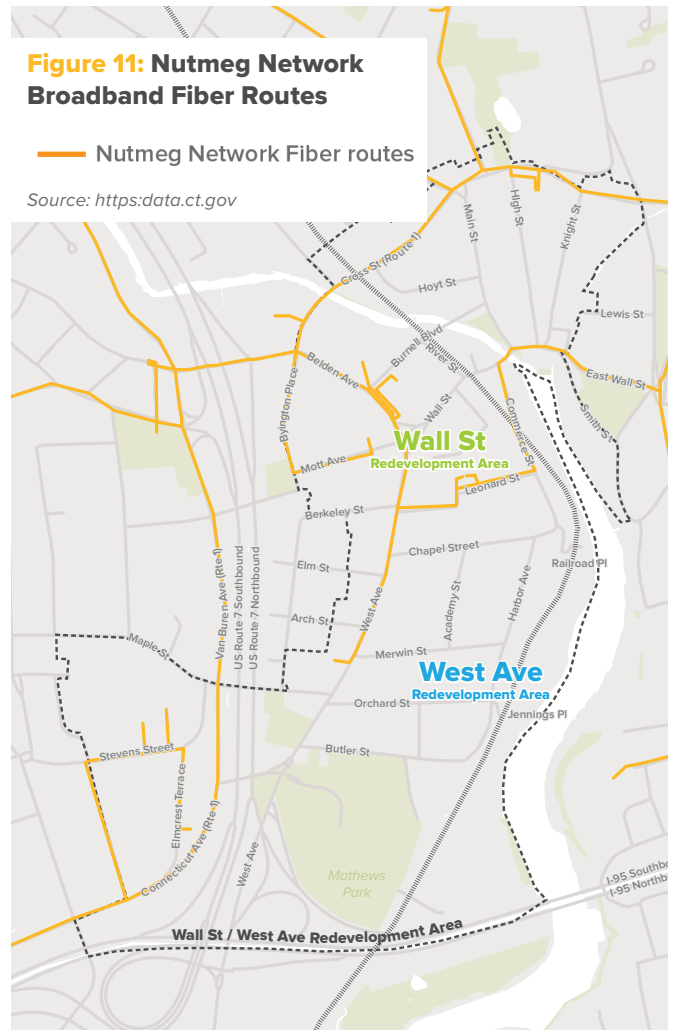 Figure 11: Nutmeg Network
Broadband Fiber Routes
Nutmeg Network Fiber routes
Source: https:data.ct.gov
Main St
High St
Knight St
Cross St (Route 1)
Hoyt St
Lewis St
Burnell Blvd
River St
Belden Ave
East Wall St
Byington Place
Wall St
Commerce St
Smith St
Wall St
Redevelopment Area
Mott Ave
Leonard St
Berkeley St
Chapel Street
Railroad Pl
Elm St
Van Buren Ave (Rte 1)
US Route 7 Southbound
US Route 7 Northbound
West Ave
Academy St
Harbor Ave
Arch St
Maple St
Merwin St
West Ave
Redevelopment Area
Orchard St
Jennings Pl
Stevens Street
Butler St
Elmcrest Terrace
Connecticut Ave (Rte 1)
West Ave
Mathews
Park
I-95 Southbo
I-95 Northb
Wall St / West Ave Redevelopment Area